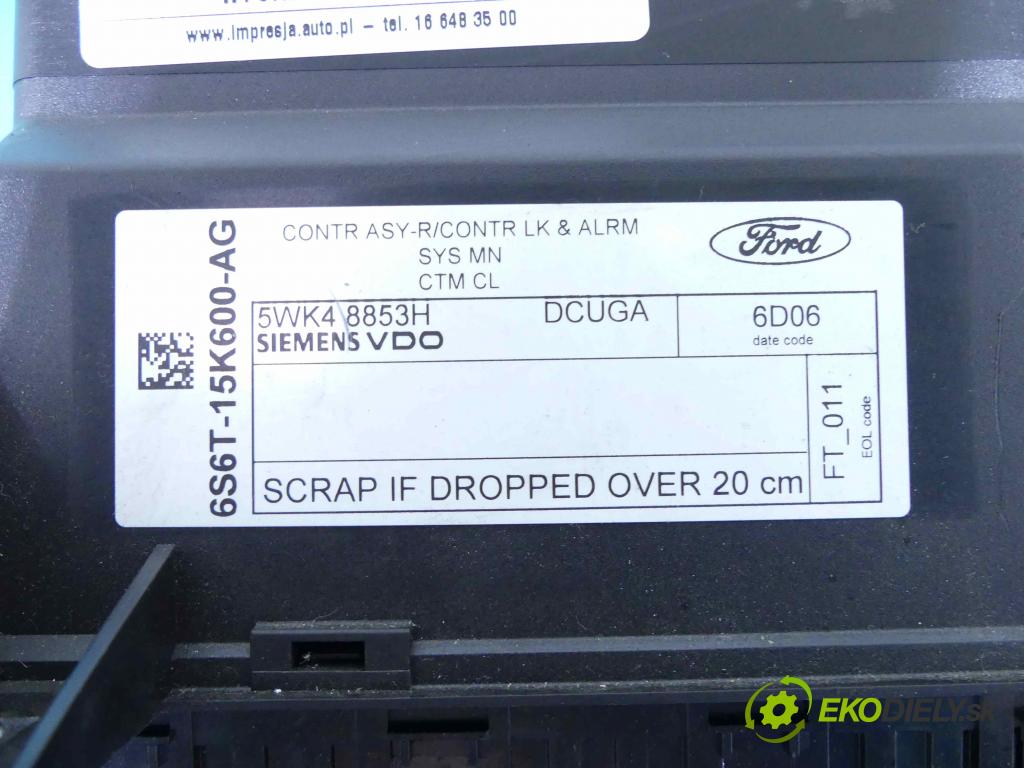 www.impresja.auto.pl – tel. 16 648 35 00
6S6T-15K600-AG
CONTR ASY-R/CONTR LK & ALRM
SYS MN
CTM CL
Ford
5WK4 8853H DCUGA
SIEMENS VDO
6D06
date code
FT_011
EOL code
SCRAP IF DROPPED OVER 20 cm
EKODIELY.sk